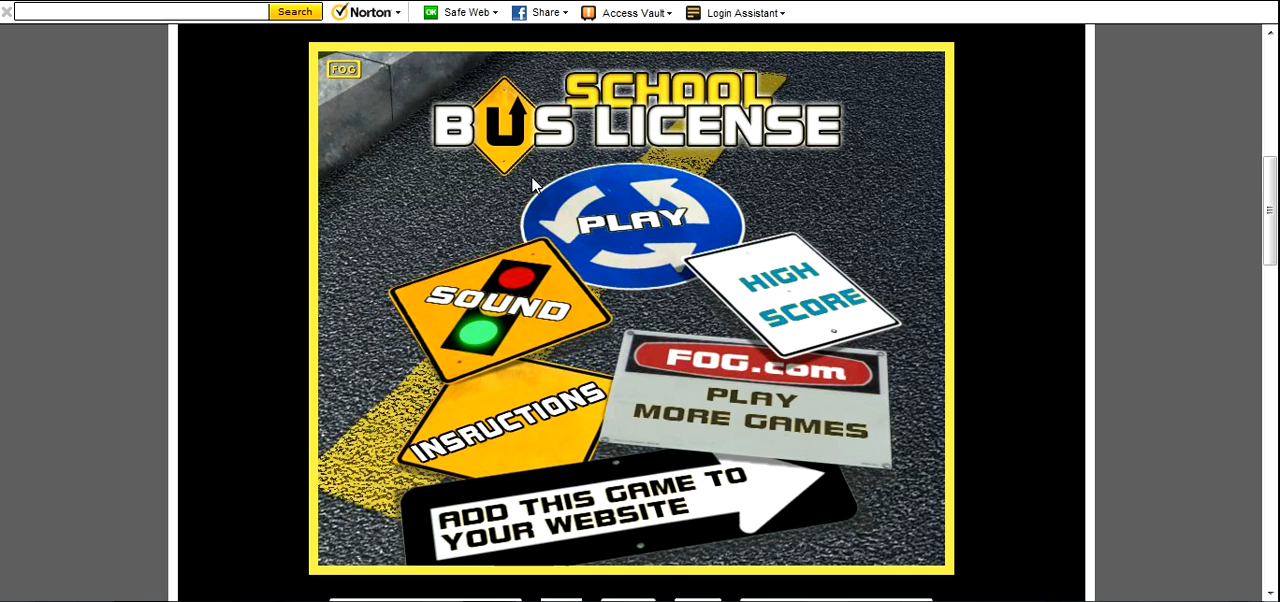 Search
Norton
OK Safe Web
Share
Access Vault
Login Assistant
FOG
SCHOOL
BUS LICENSE
PLAY
SOUND
HIGH
SCORE
INSRUCTIONS
FOG.com
PLAY
MORE GAMES
ADD THIS GAME TO
YOUR WEBSITE